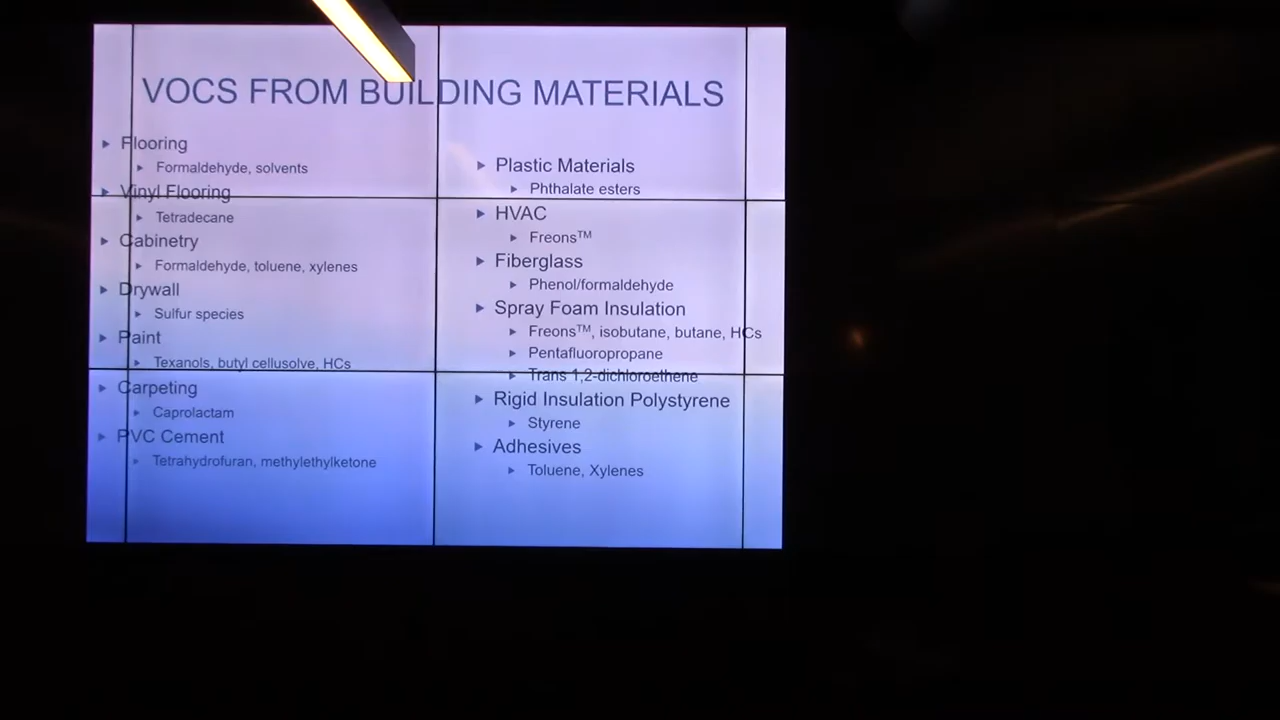 VOCS FROM BUILDING MATERIALS
Flooring
Formaldehyde, solvents
Vinyl Flooring
Tetradecane
Cabinetry
Formaldehyde, toluene, xylenes
Drywall
Sulfur species
Paint
Texanols, butyl cellusolve, HCs
Carpeting
Caprolactam
PVC Cement
Tetrahydrofuran, methylethylketone
Plastic Materials
Phthalate esters
HVAC
Freons™
Fiberglass
Phenol/formaldehyde
Spray Foam Insulation
Freons™, isobutane, butane, HCs
Pentafluoropropane
Trans 1,2-dichloroethene
Rigid Insulation Polystyrene
Styrene
Adhesives
Toluene, Xylenes